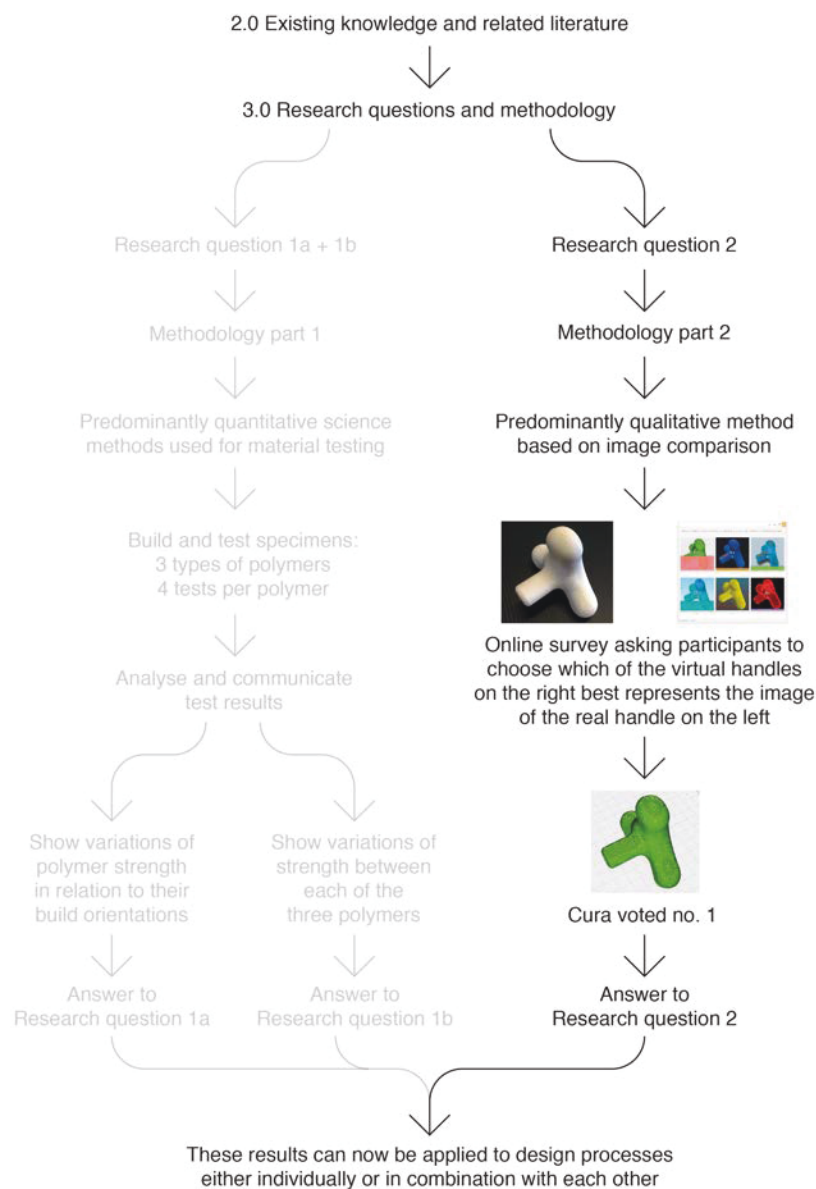 2.0 Existing knowledge and related literature
3.0 Research questions and methodology
Research question 1a + 1b
Methodology part 1
Predominantly quantitative science
methods used for material testing
Build and test specimens:
3 types of polymers
4 tests per polymer
Analyse and communicate
test results
Show variations of
polymer strength
in relation to their
build orientations
Answer to
Research question 1a
Show variations of
strength between
each of the
three polymers
Answer to
Research question 1b
Research question 2
Methodology part 2
Predominantly qualitative method
based on image comparison
Online survey asking participants to
choose which of the virtual handles
on the right best represents the image
of the real handle on the left
Cura voted no. 1
Answer to
Research question 2
These results can now be applied to design processes
either individually or in combination with each other